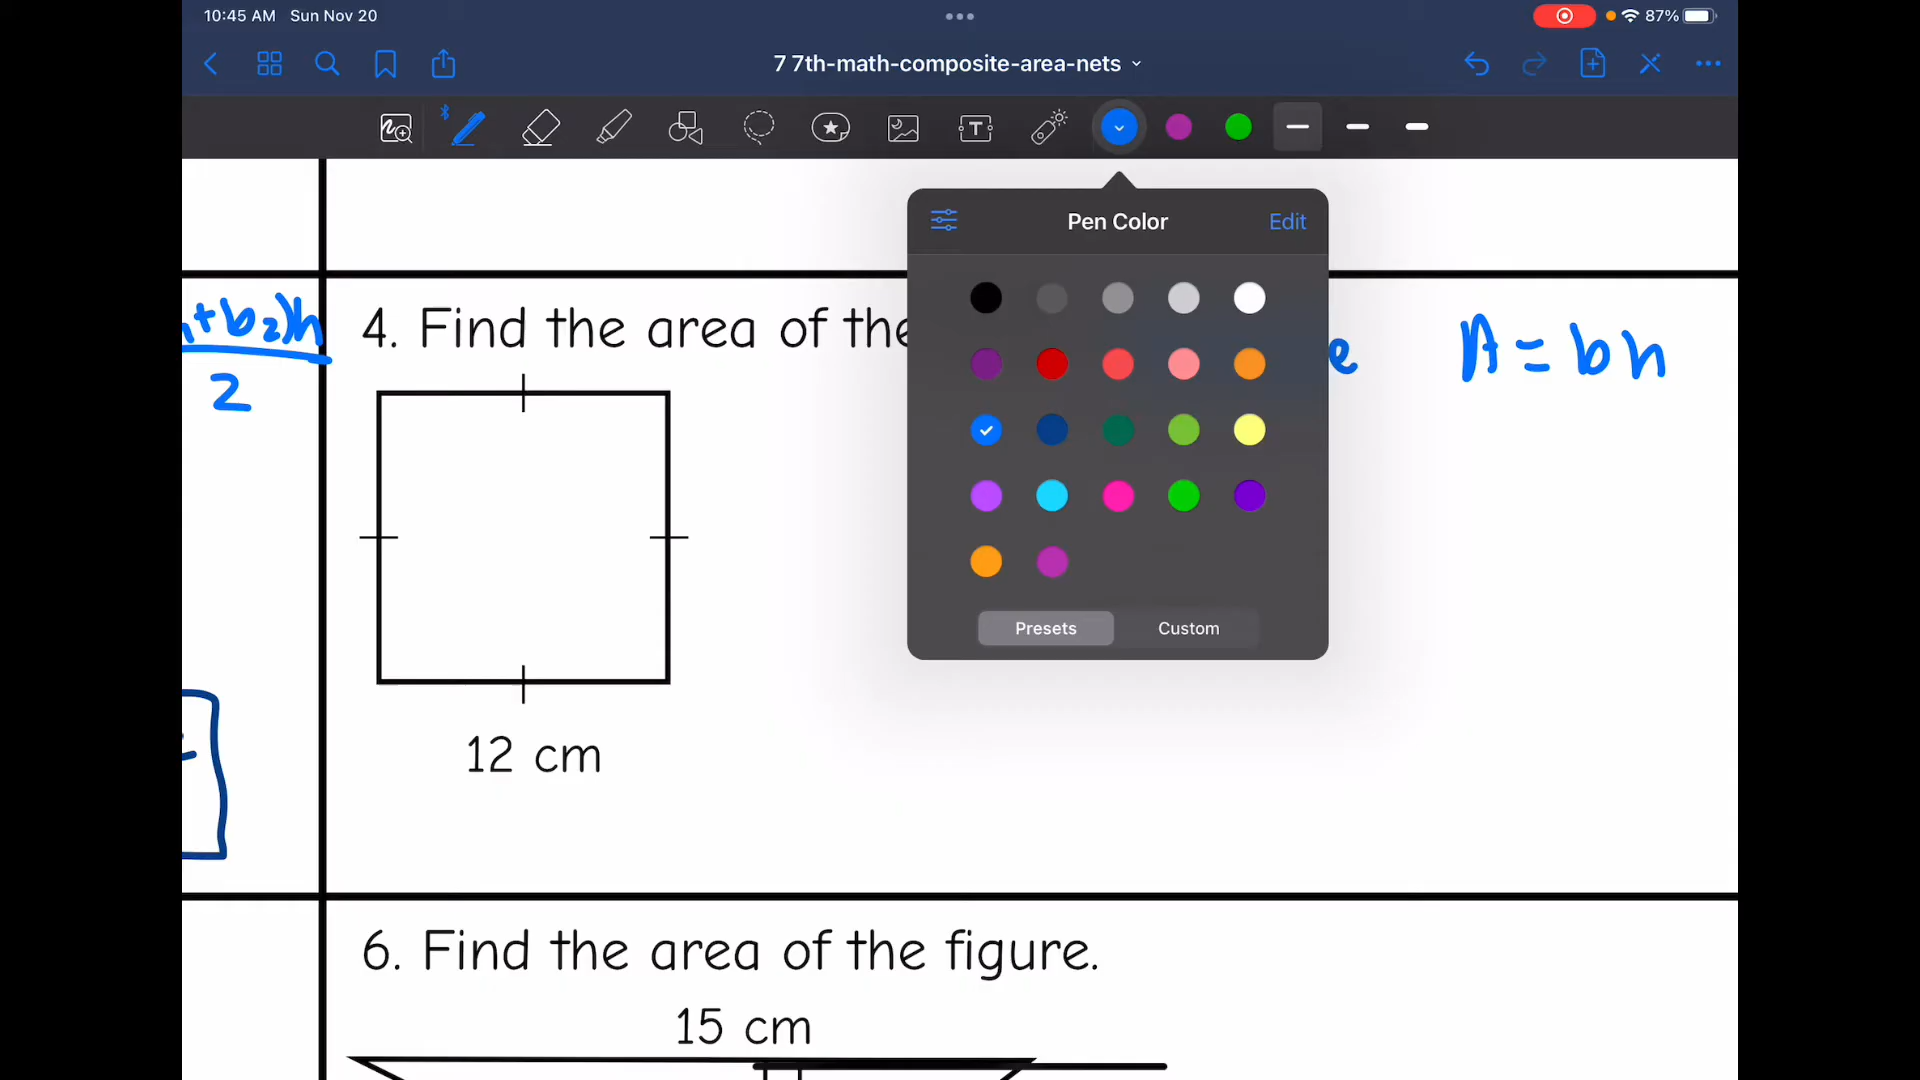 10:45 AM Sun Nov 20
87%
7 7th-math-composite-area-nets
T
Pen Color
Edit
+b₂)h
2
4. Find the area of the
e
A = bh
12 cm
Presets
Custom
6. Find the area of the figure.
15 cm